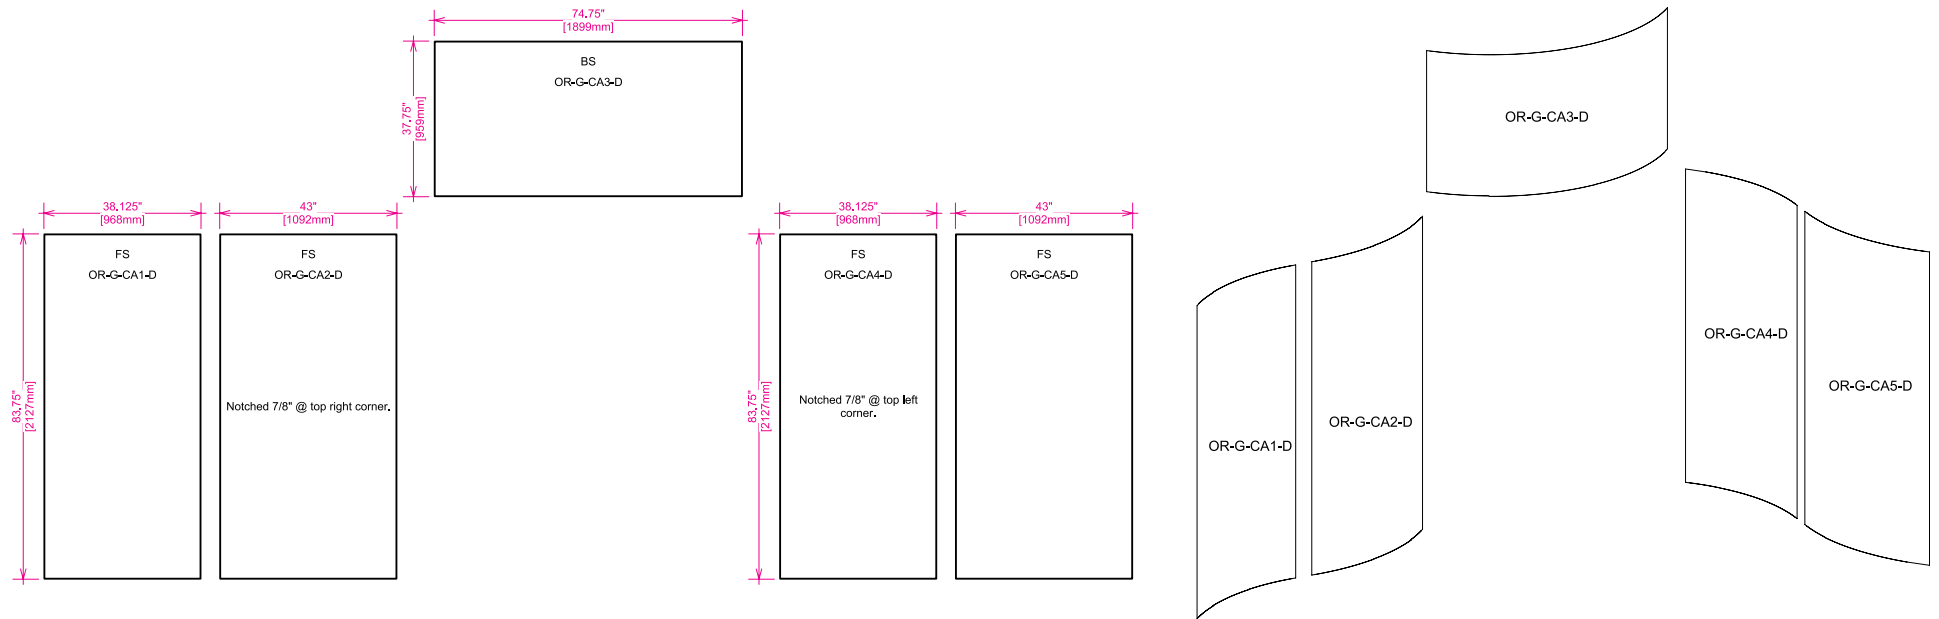 74.75"
[1899mm]
37.75"
[959mm]
BS
OR-G-CA3-D
38.125"
[968mm]
43"
[1092mm]
83.75"
[2127mm]
FS
OR-G-CA1-D
FS
OR-G-CA2-D
Notched 7/8" @ top right corner.
38.125"
[968mm]
43"
[1092mm]
83.75"
[2127mm]
FS
OR-G-CA4-D
Notched 7/8" @ top left
corner.
FS
OR-G-CA5-D
OR-G-CA3-D
OR-G-CA1-D
OR-G-CA2-D
OR-G-CA4-D
OR-G-CA5-D